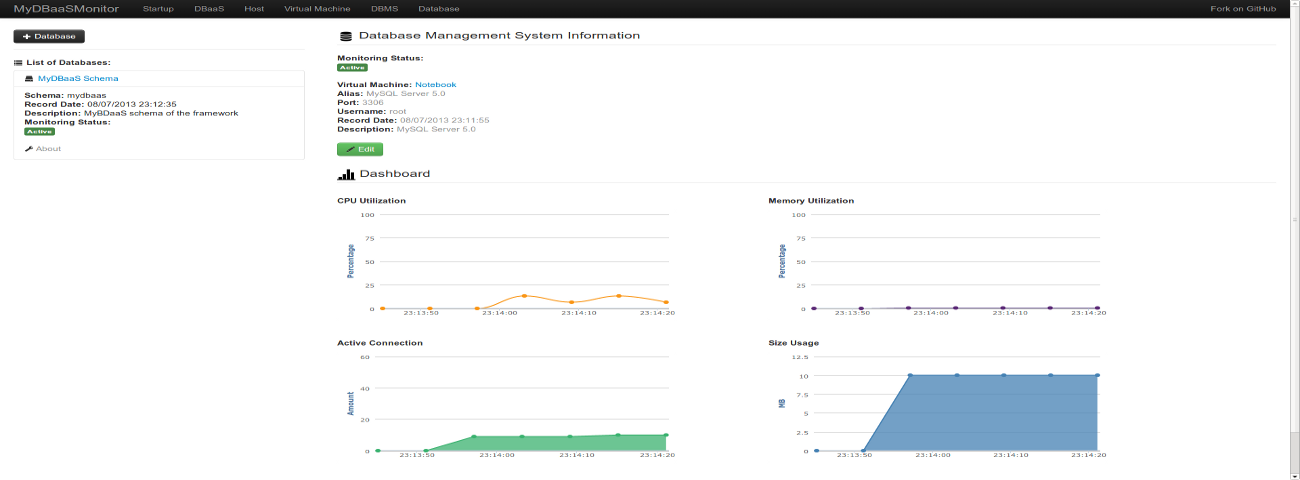 MyDBaaSMonitor Startup DBaaS Host Virtual Machine DBMS Database Fork on GitHub
Database
List of Databases:
MyDBaaS Schema
Schema: mydbaas
Record Date: 08/07/2013 23:12:35
Description: MyBDaaS schema of the framework
Monitoring Status:
Active
About
Database Management System Information
Monitoring Status:
Active
Virtual Machine: Notebook
Alias: MySQL Server 5.0
Port: 3306
Username: root
Record Date: 08/07/2013 23:11:55
Description: MySQL Server 5.0
Edit
Dashboard
CPU Utilization
Percentage
100
75
50
25
0
23:13:50 23:14:00 23:14:10 23:14:20
Memory Utilization
Percentage
100
75
50
25
0
23:13:50 23:14:00 23:14:10 23:14:20
Active Connection
Amount
60
40
20
0
23:13:50 23:14:00 23:14:10 23:14:20
Size Usage
MB
12.5
10
7.5
5
2.5
0
23:13:50 23:14:00 23:14:10 23:14:20